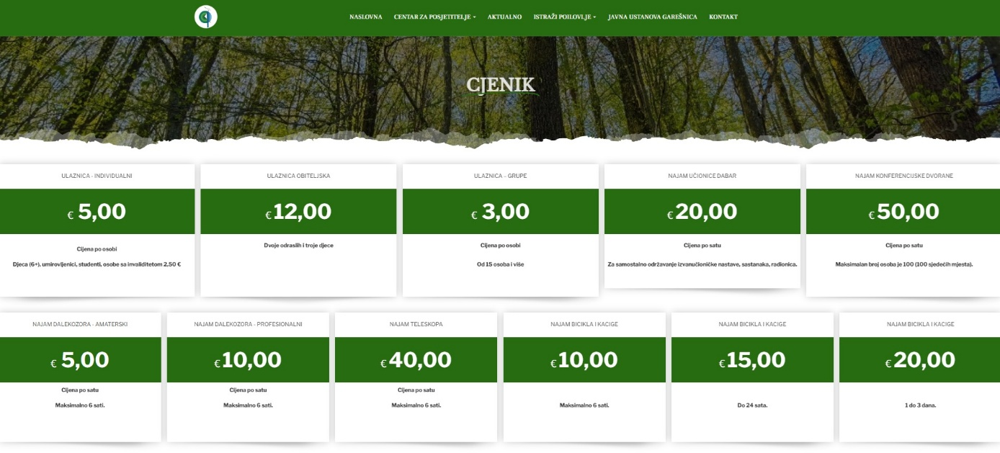 NASLOVNA CENTAR ZA POSJETITELJE AKTUALNO ISTRAŽI POILOVLJE JAVNA USTANOVA GAREŠNICA KONTAKT
CJENIK
ULAZNICA - INDIVIDUALNI
€ 5,00
Cijena po osobi
Djeca (6+), umirovljenici, studenti, osobe sa invaliditetom 2,50 €
ULAZNICA OBITELJSKA
€ 12,00
Dvoje odraslih i troje djece
ULAZNICA – GRUPE
€ 3,00
Cijena po osobi
Od 15 osoba i više
NAJAM UČIONICE DABAR
€ 20,00
Cijena po satu
Za samostalno održavanje izvanučioničke nastave, sastanaka, radionica.
NAJAM KONFERENCIJSKE DVORANE
€ 50,00
Cijena po satu
Maksimalan broj osoba je 100 (100 sjedećih mjesta).
NAJAM DALEKOZORA - AMATERSKI
€ 5,00
Cijena po satu
Maksimalno 6 sati.
NAJAM DALEKOZORA - PROFESIONALNI
€ 10,00
Cijena po satu
Maksimalno 6 sati.
NAJAM TELESKOPA
€ 40,00
Cijena po satu
Maksimalno 6 sati.
NAJAM BICIKLA I KACIGE
€ 10,00
Maksimalno 6 sati.
NAJAM BICIKLA I KACIGE
€ 15,00
Do 24 sata.
NAJAM BICIKLA I KACIGE
€ 20,00
1 do 3 dana.